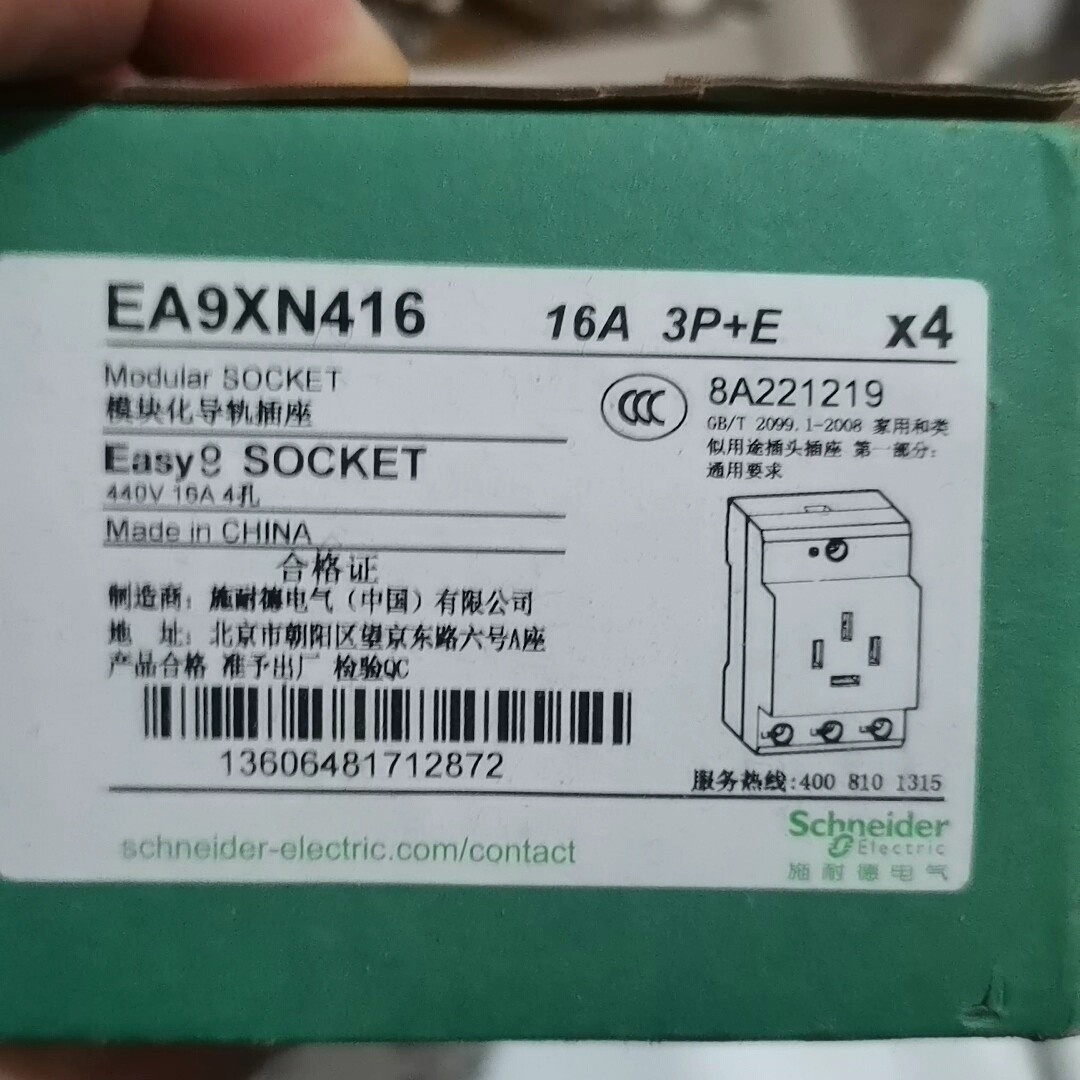 EA9XN416 16A 3P+E x4
Modular SOCKET
模块化导轨插座
Easy9 SOCKET
440V 16A 4孔
Made in CHINA
合格证
制造商：施耐德电气（中国）有限公司
地 址：北京市朝阳区望京东路六号A座
产品合格 准予出厂 检验QC
13606481712872
CCC 8A221219
GB/T 2099.1-2008 家用和类
似用途插头插座 第一部分：
通用要求
服务热线:400 810 1315
schneider-electric.com/contact
Schneider
Electric
施耐德电气